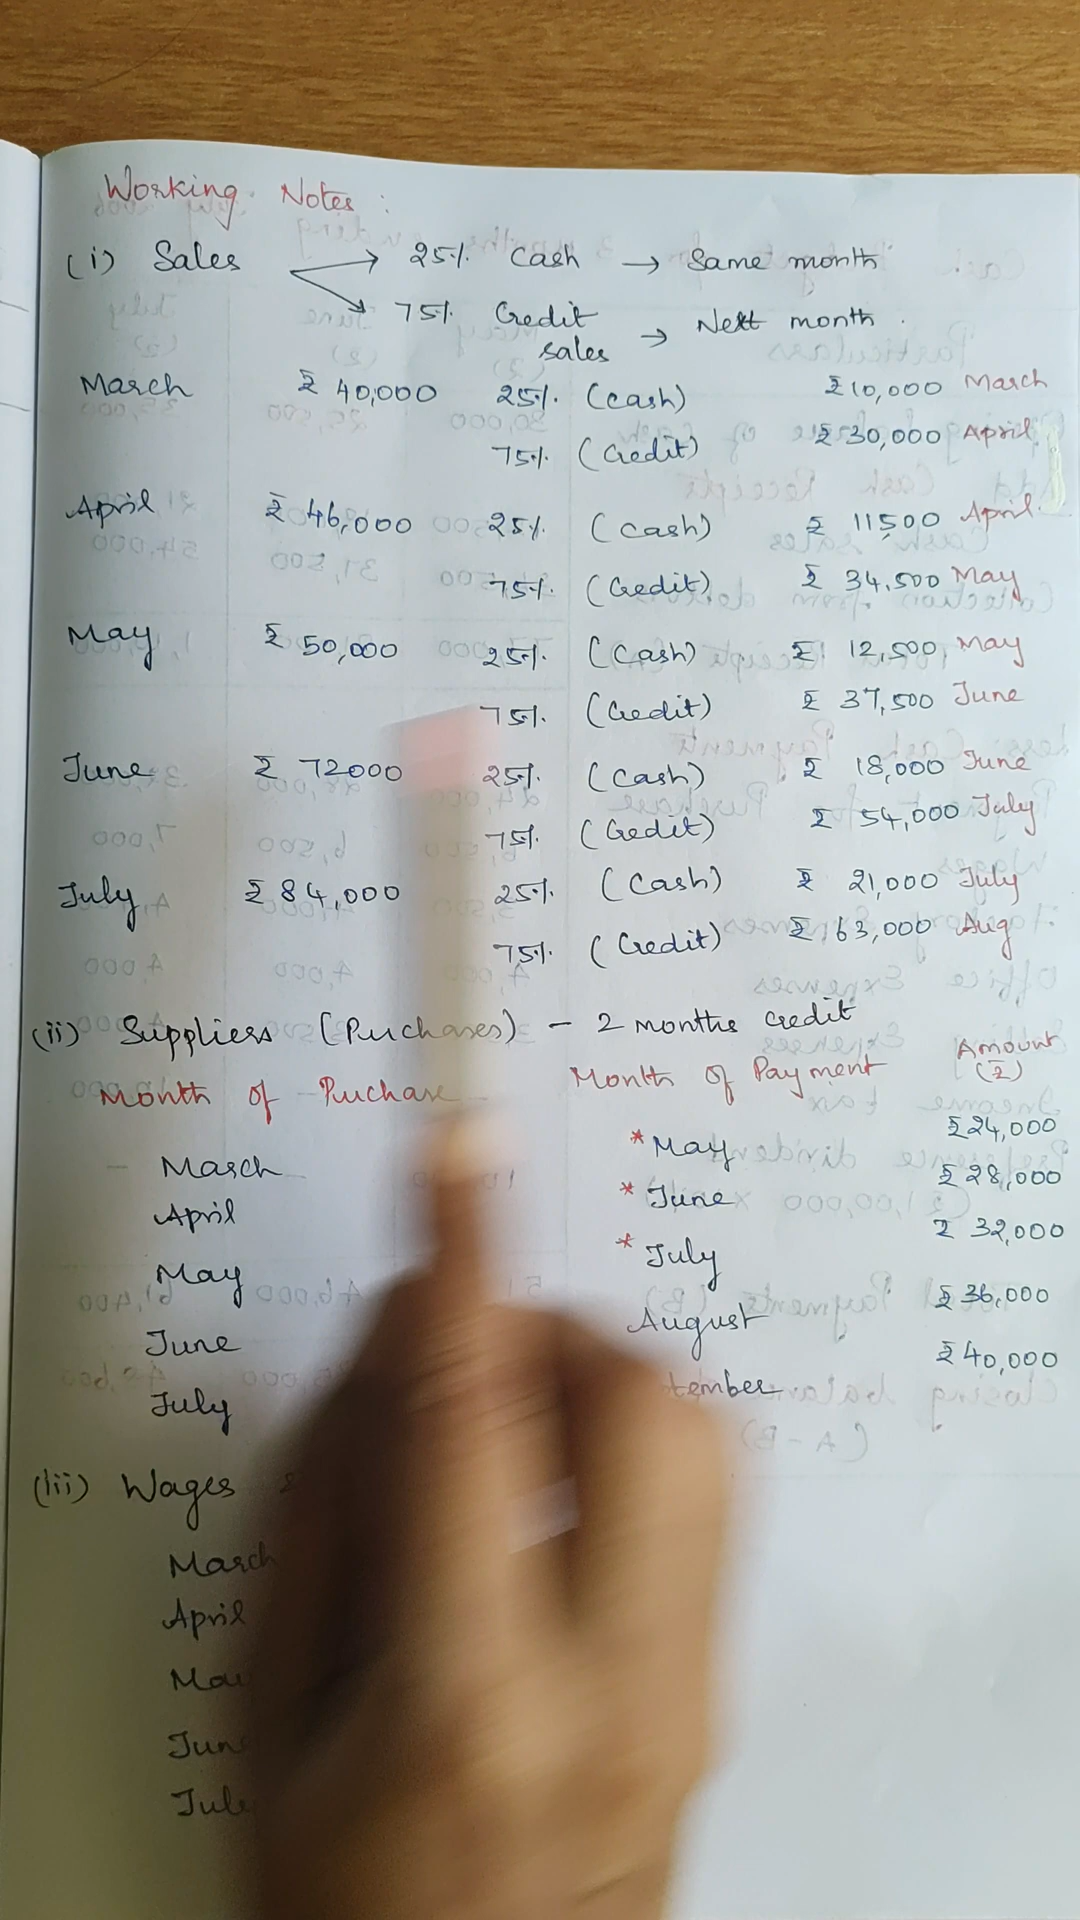 Working Notes :
(i) Sales → 25% Cash → Same month
→ 75% Credit sales → Next month.
March ₹ 40,000 25% (Cash) ₹10,000 March
75% (Credit) ₹30,000 April
April ₹ 46,000 25% (Cash) ₹ 11,500 April
75% (Credit) ₹ 34,500 May
May ₹ 50,000 25% (Cash) ₹ 12,500 May
75% (Credit) ₹ 37,500 June
June ₹ 72000 25% (Cash) ₹ 18,000 June
75% (Credit) ₹ 54,000 July
July ₹ 84,000 25% (Cash) ₹ 21,000 July
75% (Credit) ₹ 63,000 Aug
(ii) Suppliers (Purchases) - 2 months credit
Month of Puchase Month of Payment Amount (₹)
March *May ₹24,000
April *June ₹28,000
May *July ₹ 32,000
June August ₹36,000
July tember ₹40,000
(iii) Wages
March
April
Jun